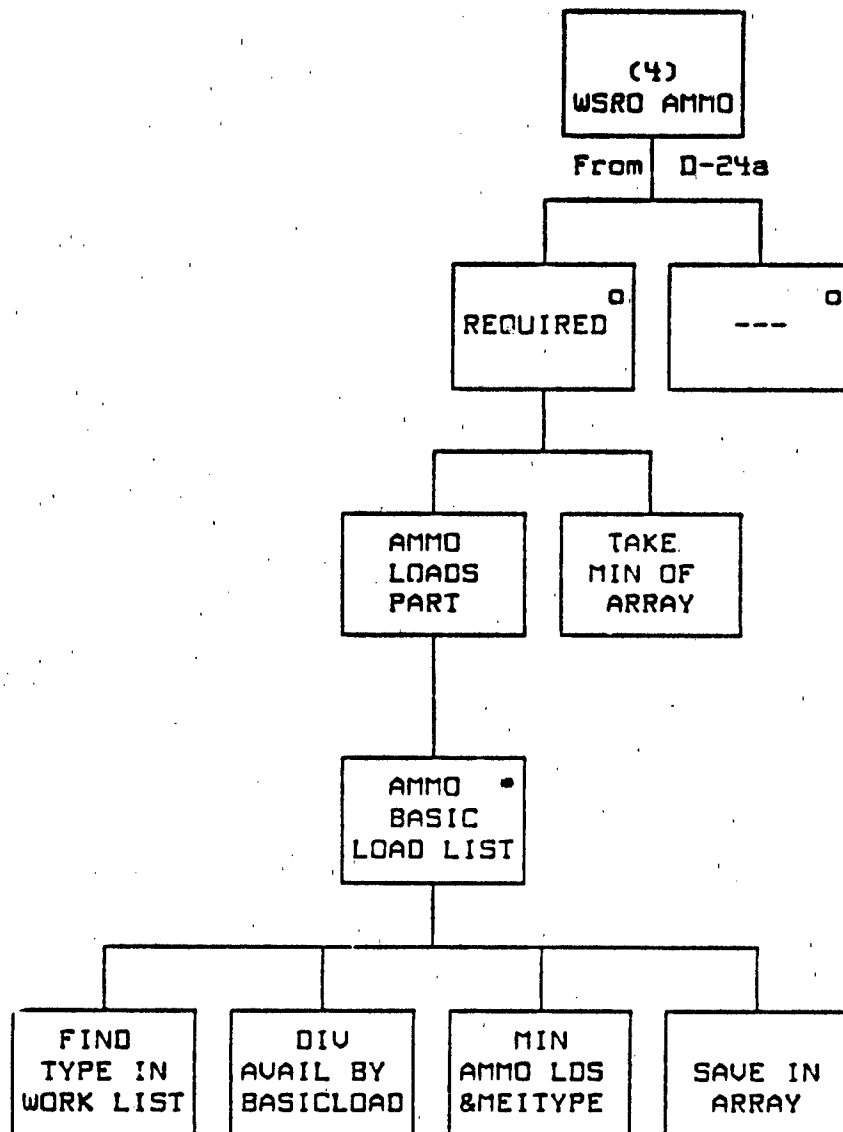 (4)
WSRO AMMO
From D-24a
o
REQUIRED
o
---
AMMO
LOADS
PART
TAKE
MIN OF
ARRAY
AMMO *
BASIC
LOAD LIST
FIND
TYPE IN
WORK LIST
DIV
AVAIL BY
BASICLOAD
MIN
AMMO LDS
&MEITYPE
SAVE IN
ARRAY